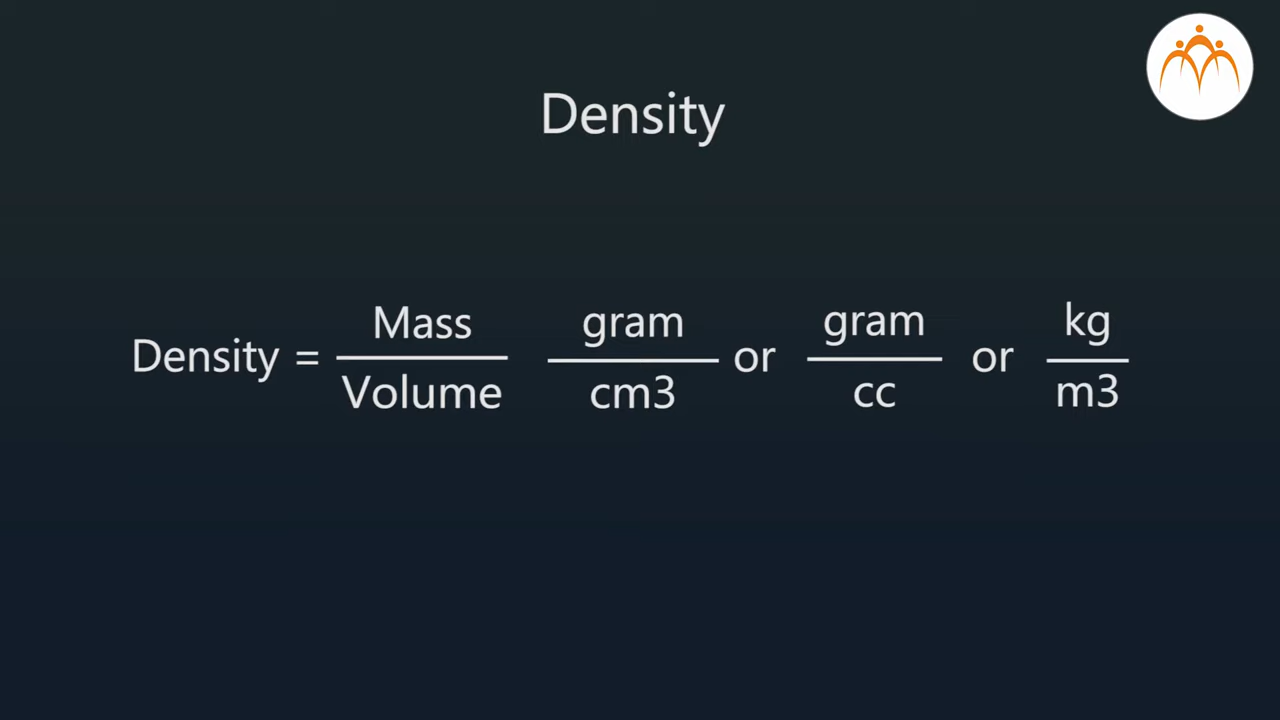 Density
Mass gram gram kg
Density = or or
Volume cm3 cc m3